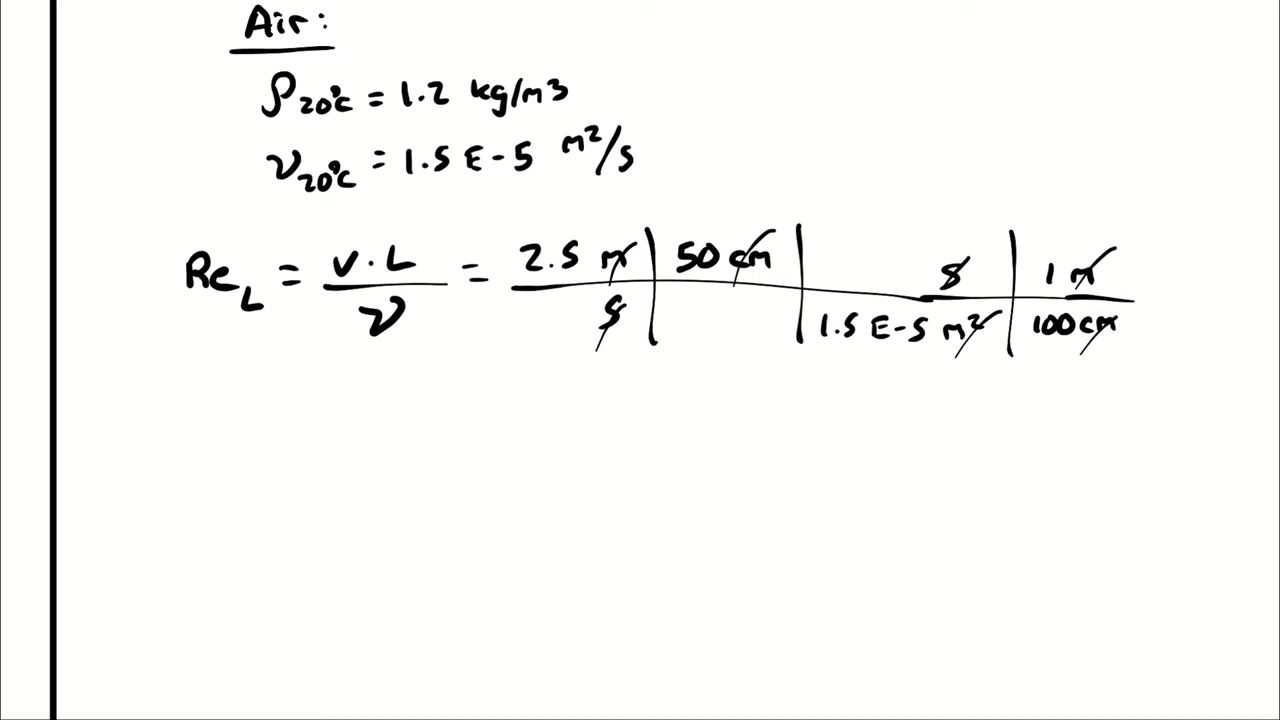 Air:
ρ20°C = 1.2 kg/m3
ν20°C = 1.5 E-5 m²/s
ReL = V·L / ν = 2.5 m / s | 50 cm | s / 1.5 E-5 m² | 1 m / 100 cm